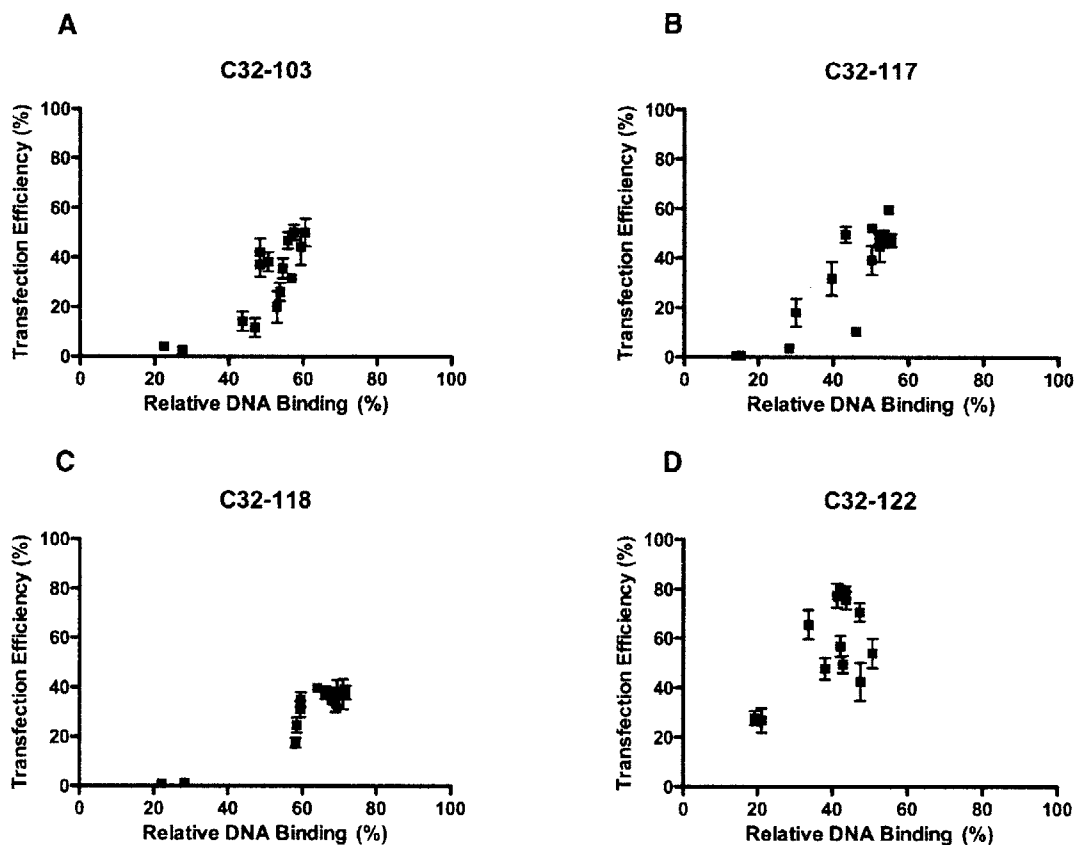 A
C32-103
Transfection Efficiency (%)
100
80
60
40
20
0
0 20 40 60 80 100
Relative DNA Binding (%)
B
C32-117
Transfection Efficiency (%)
100
80
60
40
20
0
0 20 40 60 80 100
Relative DNA Binding (%)
C
C32-118
Transfection Efficiency (%)
100
80
60
40
20
0
0 20 40 60 80 100
Relative DNA Binding (%)
D
C32-122
Transfection Efficiency (%)
100
80
60
40
20
0
0 20 40 60 80 100
Relative DNA Binding (%)